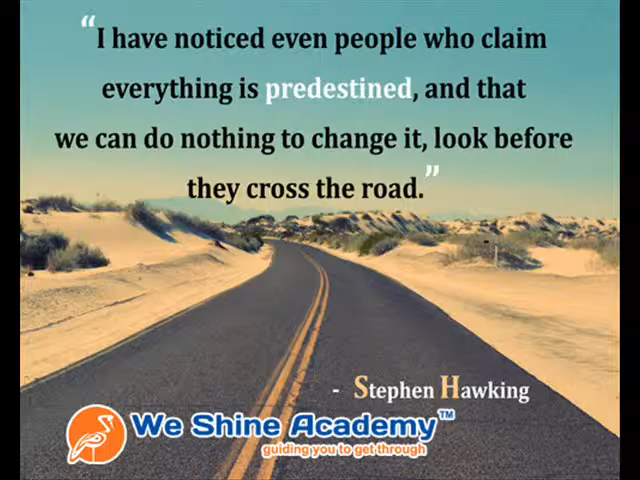 “I have noticed even people who claim
everything is predestined, and that
we can do nothing to change it, look before
they cross the road.”
- Stephen Hawking
We Shine Academy™
guiding you to get through